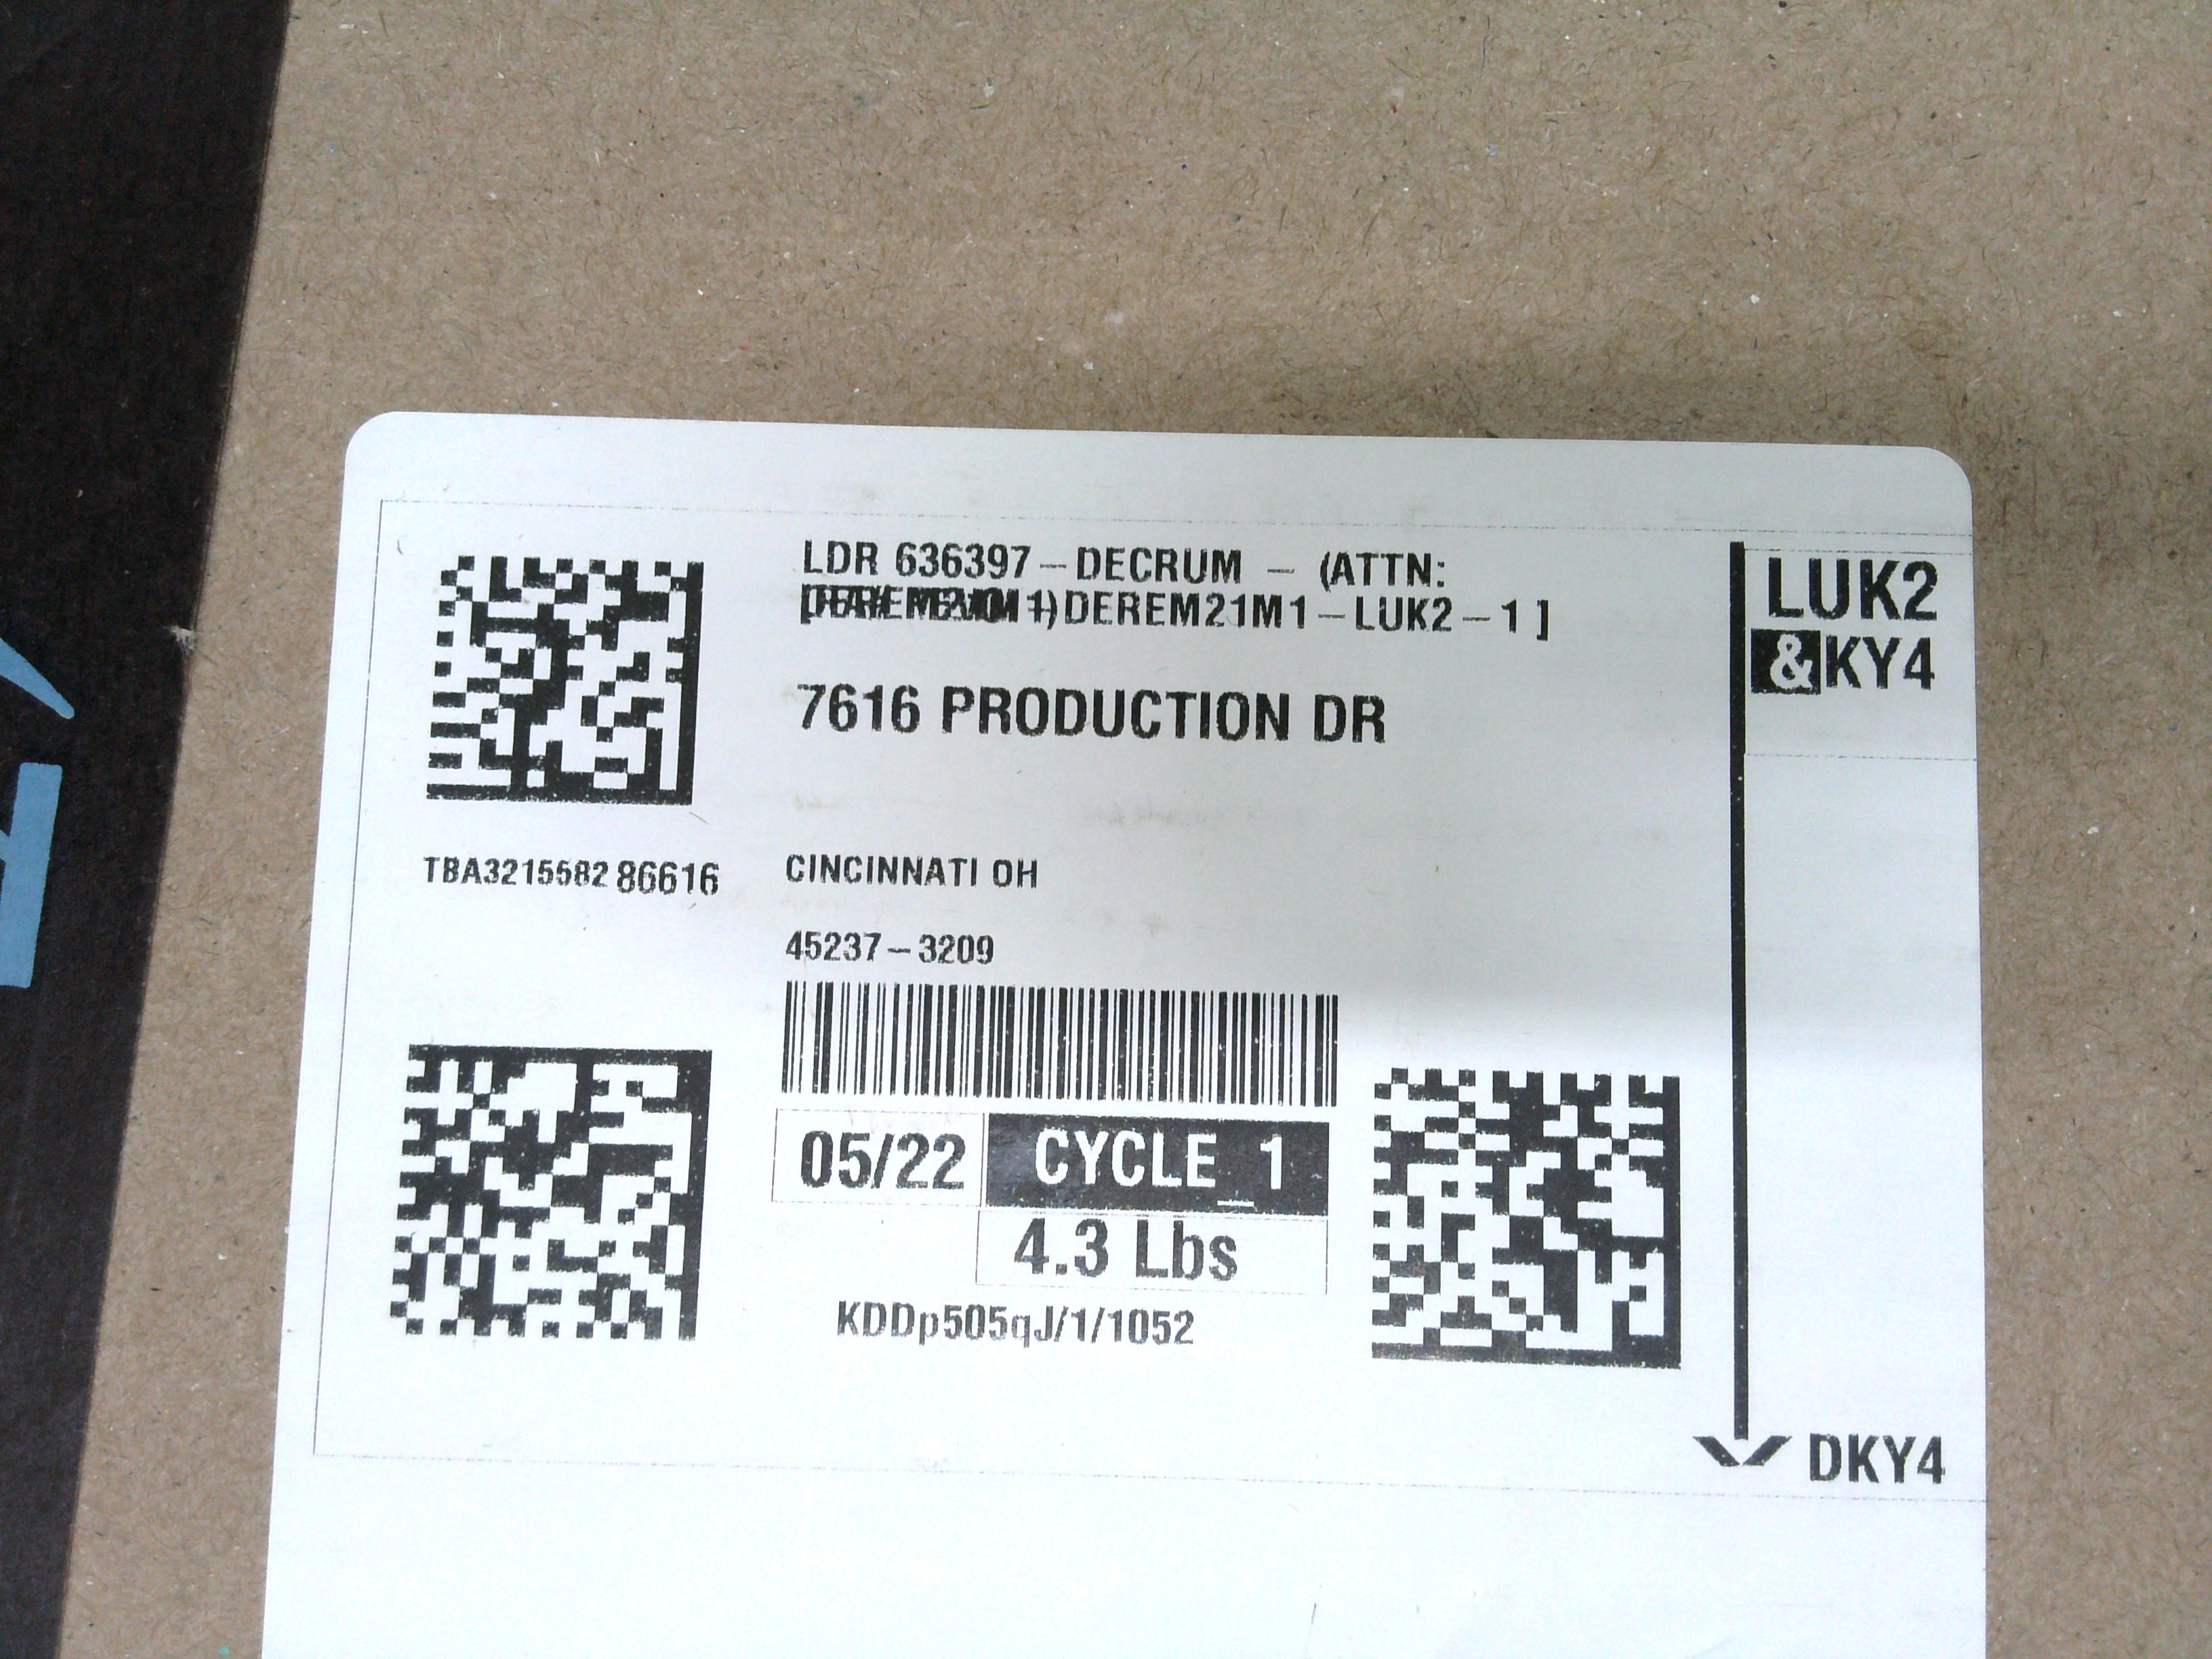 LDR 636397-DECRUM - (ATTN:
DEREM21M1-LUK2-1 ]
7616 PRODUCTION DR
TBA321558286616
CINCINNATI OH
45237-3209
05/22
CYCLE_1
4.3 Lbs
KDDp505qJ/1/1052
LUK2
&KY4
DKY4